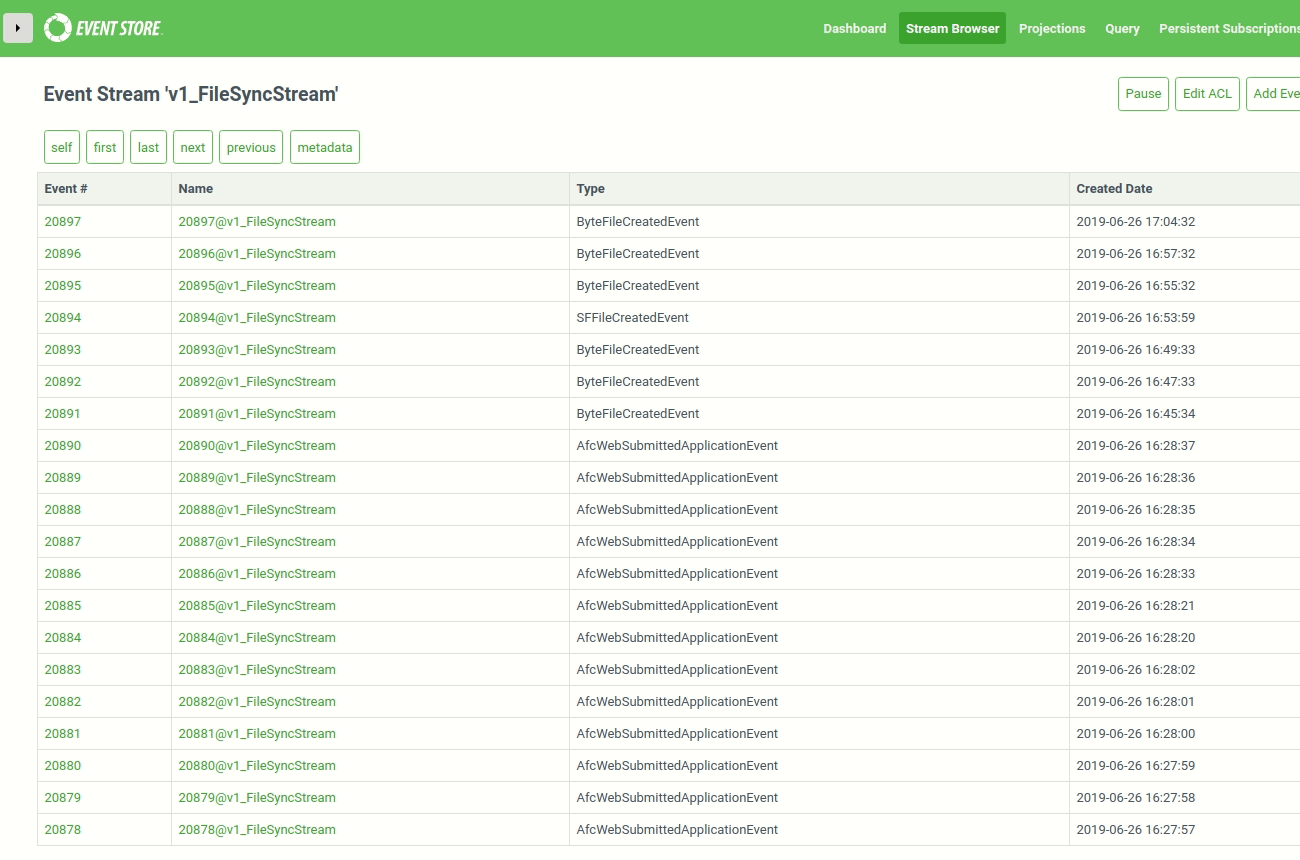 EVENT STORE
Dashboard Stream Browser Projections Query Persistent Subscriptions
Event Stream 'v1_FileSyncStream'
Pause Edit ACL Add Eve
self first last next previous metadata
Event # Name Type Created Date
20897 20897@v1_FileSyncStream ByteFileCreatedEvent 2019-06-26 17:04:32
20896 20896@v1_FileSyncStream ByteFileCreatedEvent 2019-06-26 16:57:32
20895 20895@v1_FileSyncStream ByteFileCreatedEvent 2019-06-26 16:55:32
20894 20894@v1_FileSyncStream SFFileCreatedEvent 2019-06-26 16:53:59
20893 20893@v1_FileSyncStream ByteFileCreatedEvent 2019-06-26 16:49:33
20892 20892@v1_FileSyncStream ByteFileCreatedEvent 2019-06-26 16:47:33
20891 20891@v1_FileSyncStream ByteFileCreatedEvent 2019-06-26 16:45:34
20890 20890@v1_FileSyncStream AfcWebSubmittedApplicationEvent 2019-06-26 16:28:37
20889 20889@v1_FileSyncStream AfcWebSubmittedApplicationEvent 2019-06-26 16:28:36
20888 20888@v1_FileSyncStream AfcWebSubmittedApplicationEvent 2019-06-26 16:28:35
20887 20887@v1_FileSyncStream AfcWebSubmittedApplicationEvent 2019-06-26 16:28:34
20886 20886@v1_FileSyncStream AfcWebSubmittedApplicationEvent 2019-06-26 16:28:33
20885 20885@v1_FileSyncStream AfcWebSubmittedApplicationEvent 2019-06-26 16:28:21
20884 20884@v1_FileSyncStream AfcWebSubmittedApplicationEvent 2019-06-26 16:28:20
20883 20883@v1_FileSyncStream AfcWebSubmittedApplicationEvent 2019-06-26 16:28:02
20882 20882@v1_FileSyncStream AfcWebSubmittedApplicationEvent 2019-06-26 16:28:01
20881 20881@v1_FileSyncStream AfcWebSubmittedApplicationEvent 2019-06-26 16:28:00
20880 20880@v1_FileSyncStream AfcWebSubmittedApplicationEvent 2019-06-26 16:27:59
20879 20879@v1_FileSyncStream AfcWebSubmittedApplicationEvent 2019-06-26 16:27:58
20878 20878@v1_FileSyncStream AfcWebSubmittedApplicationEvent 2019-06-26 16:27:57